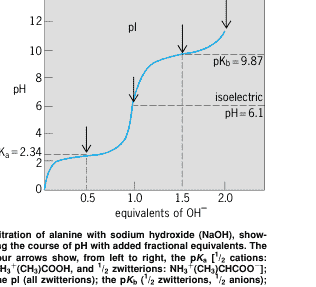 12
pI
10
pK_b = 9.87
8
pH
isoelectric
6
pH = 6.1
4
K_a = 2.34
2
0
0.5 1.0 1.5 2.0
equivalents of OH⁻
itration of alanine with sodium hydroxide (NaOH), show-
ng the course of pH with added fractional equivalents. The
our arrows show, from left to right, the pKₐ [½ cations:
H₃⁺(CH₃)COOH, and ½ zwitterions: NH₃⁺(CH₃)CHCOO⁻];
e pI (all zwitterions); the pK_b (½ zwitterions, ½ anions);